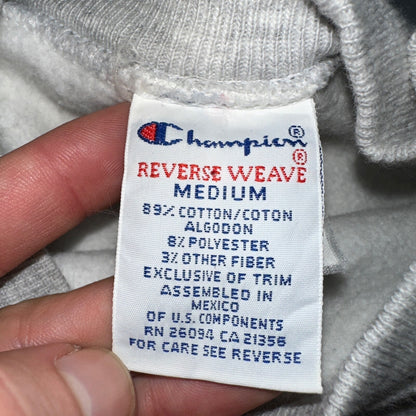 Champion®
REVERSE WEAVE®
MEDIUM
89% COTTON/COTON
ALGODON
8% POLYESTER
3% OTHER FIBER
EXCLUSIVE OF TRIM
ASSEMBLED IN
MEXICO
OF U.S. COMPONENTS
RN 26094 CA 21356
FOR CARE SEE REVERSE